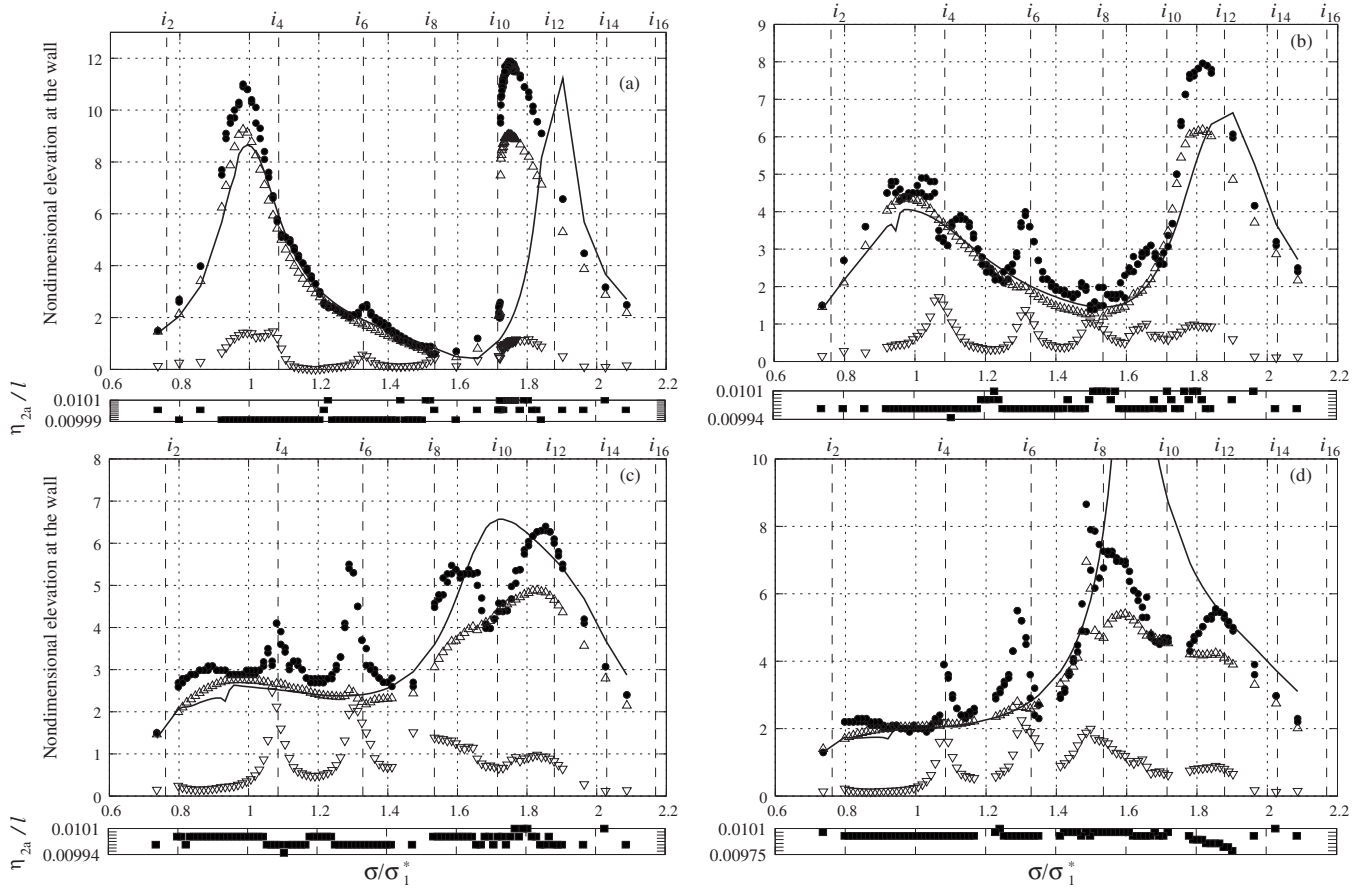 i2 i4 i6 i8 i10 i12 i14 i16
i2 i4 i6 i8 i10 i12 i14 i16
Nondimensional elevation at the wall
12
10
8
6
4
2
0
(a)
0.6 0.8 1 1.2 1.4 1.6 1.8 2 2.2
η2a / l
0.0101
0.00999
9
8
7
6
5
4
3
2
1
0
(b)
0.6 0.8 1 1.2 1.4 1.6 1.8 2 2.2
0.0101
0.00994
i2 i4 i6 i8 i10 i12 i14 i16
i2 i4 i6 i8 i10 i12 i14 i16
Nondimensional elevation at the wall
8
7
6
5
4
3
2
1
0
(c)
0.6 0.8 1 1.2 1.4 1.6 1.8 2 2.2
η2a / l
0.0101
0.00994
σ/σ1*
10
8
6
4
2
0
(d)
0.6 0.8 1 1.2 1.4 1.6 1.8 2 2.2
0.0101
0.00975
σ/σ1*